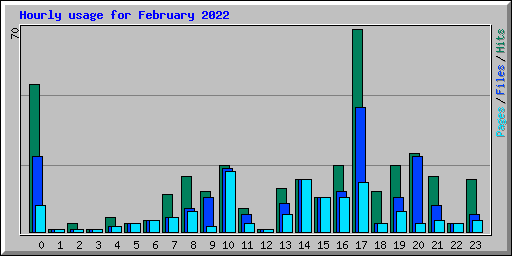 Hourly usage for February 2022
70
Pages / Files / Hits
0 1 2 3 4 5 6 7 8 9 10 11 12 13 14 15 16 17 18 19 20 21 22 23